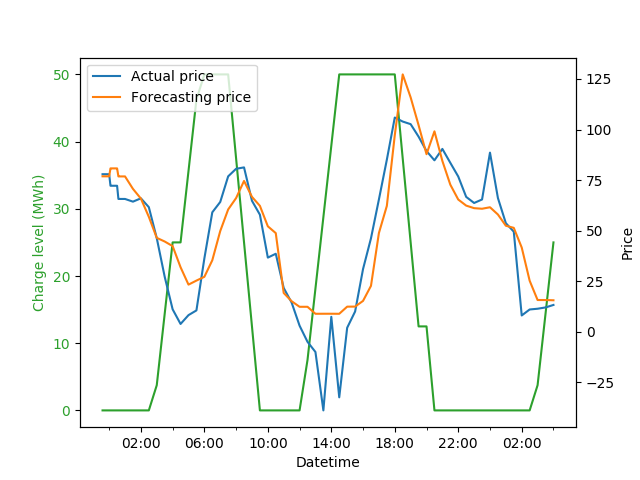 Actual price
Forecasting price
50
40
30
20
10
0
Charge level (MWh)
125
100
75
50
25
0
−25
Price
02:00 06:00 10:00 14:00 18:00 22:00 02:00
Datetime